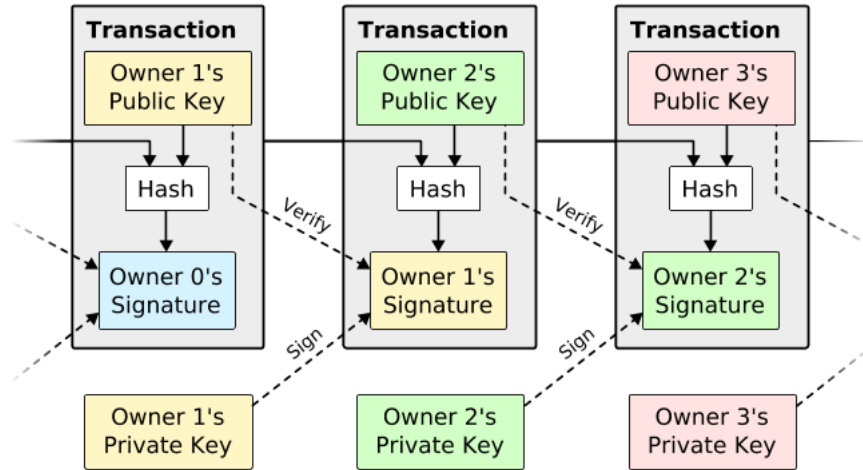 Transaction
Transaction
Transaction
Owner 1's
Public Key
Owner 2's
Public Key
Owner 3's
Public Key
Hash
Hash
Hash
Verify
Verify
Owner 0's
Signature
Owner 1's
Signature
Owner 2's
Signature
Sign
Sign
Owner 1's
Private Key
Owner 2's
Private Key
Owner 3's
Private Key